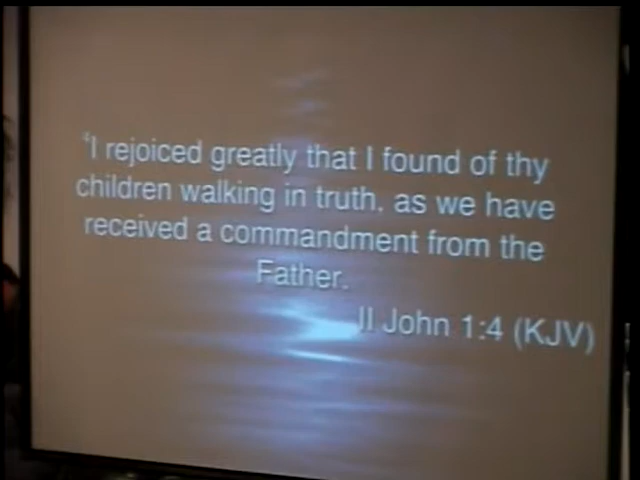 ‘I rejoiced greatly that I found of thy
children walking in truth, as we have
received a commandment from the
Father.
II John 1:4 (KJV)